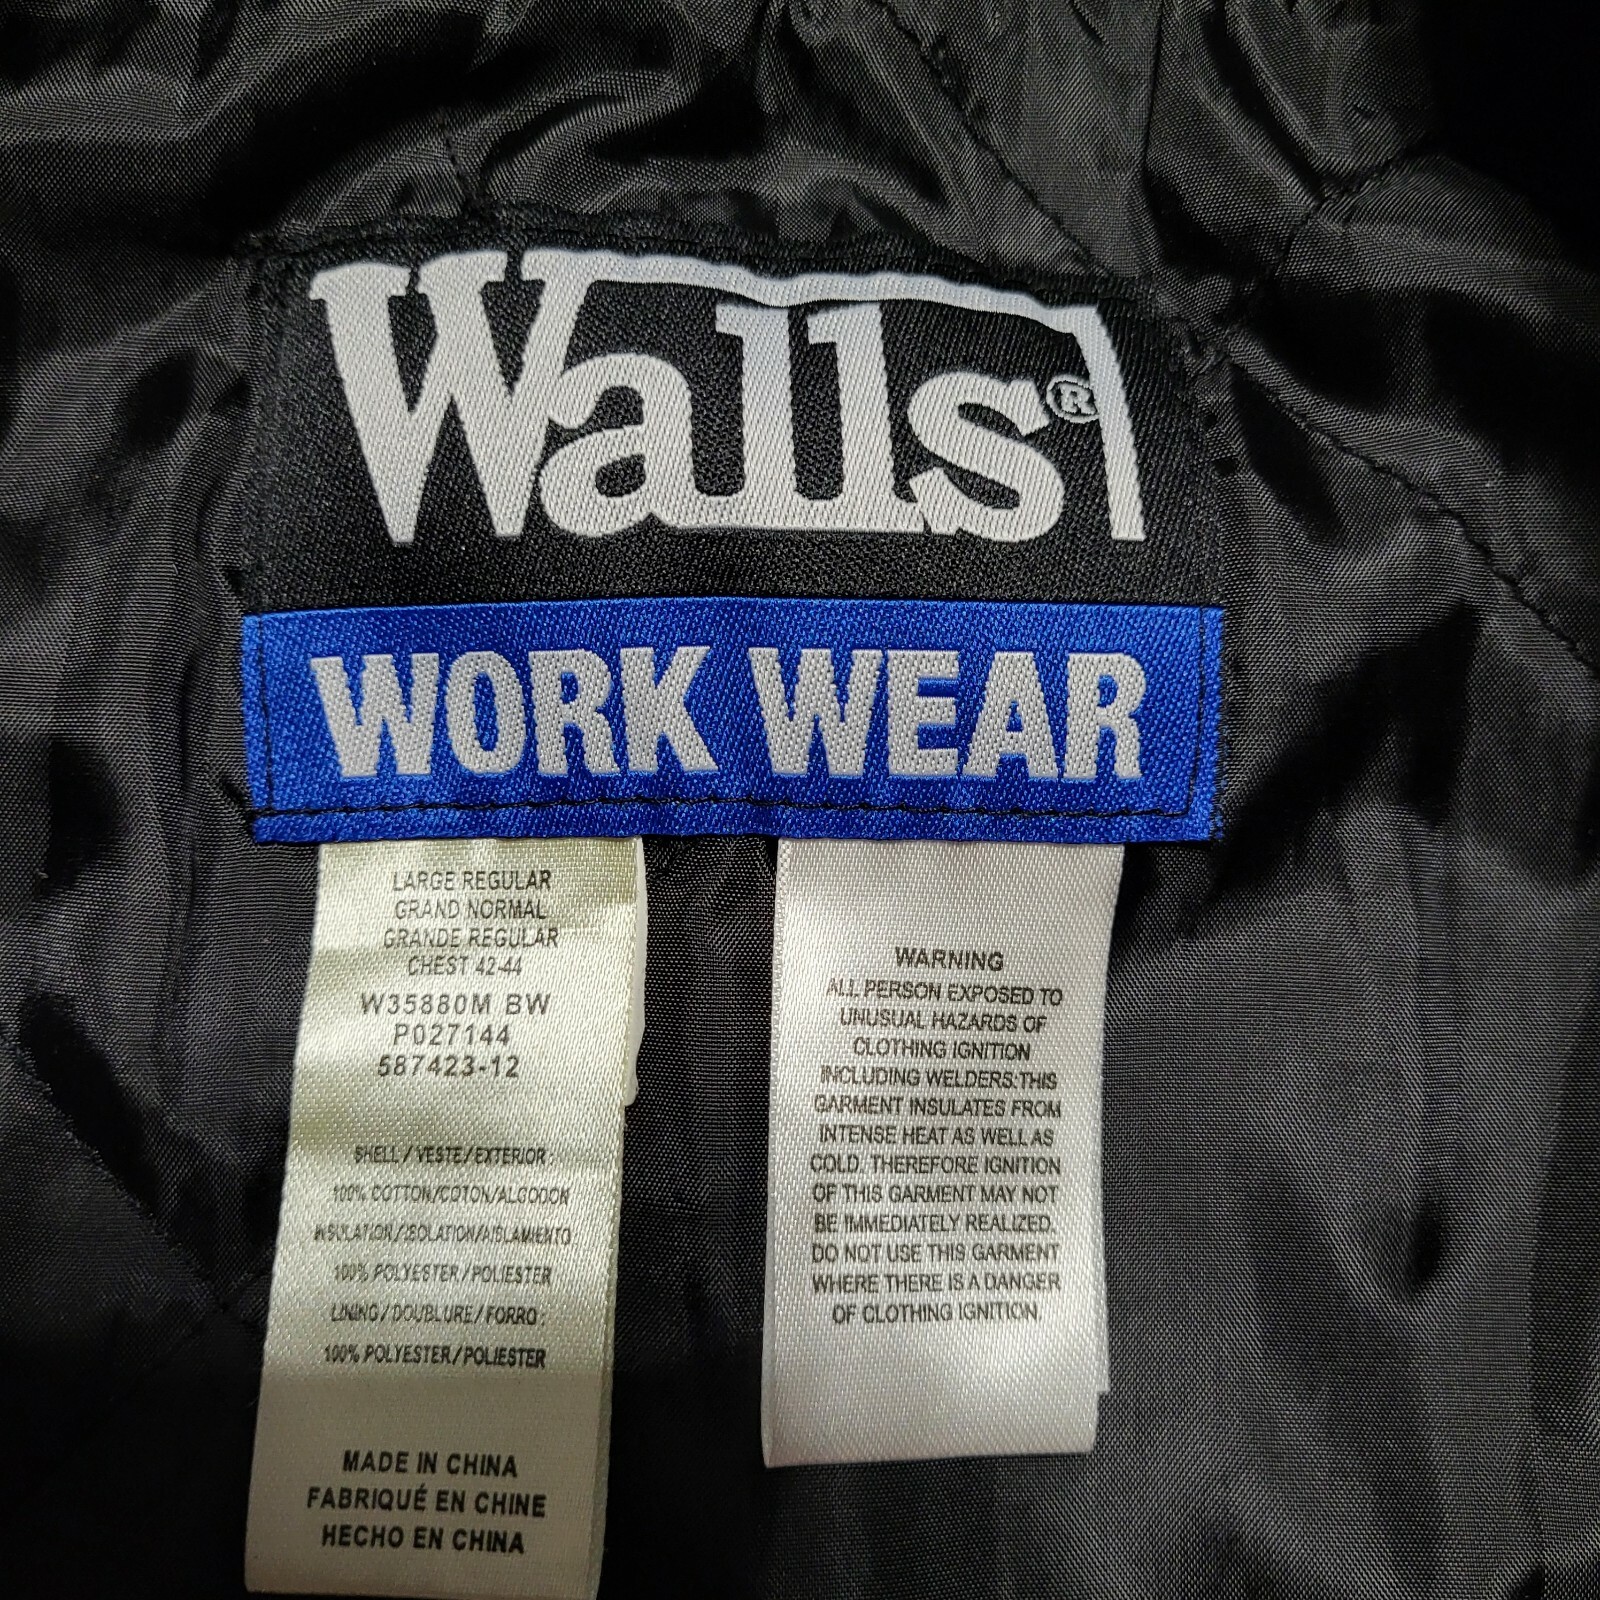 Walls®
WORK WEAR
LARGE REGULAR
GRAND NORMAL
GRANDE REGULAR
CHEST 42-44
W35880M BW
P027144
587423-12
SHELL / VESTE / EXTERIOR :
100% COTTON/COTON/ALGODON
INSULATION/ISOLATION/AISLAMIENTO:
100% POLYESTER / POLIESTER
LINING / DOUBLURE / FORRO :
100% POLYESTER / POLIESTER
MADE IN CHINA
FABRIQUÉ EN CHINE
HECHO EN CHINA
WARNING
ALL PERSON EXPOSED TO
UNUSUAL HAZARDS OF
CLOTHING IGNITION
INCLUDING WELDERS:THIS
GARMENT INSULATES FROM
INTENSE HEAT AS WELL AS
COLD. THEREFORE IGNITION
OF THIS GARMENT MAY NOT
BE IMMEDIATELY REALIZED.
DO NOT USE THIS GARMENT
WHERE THERE IS A DANGER
OF CLOTHING IGNITION.